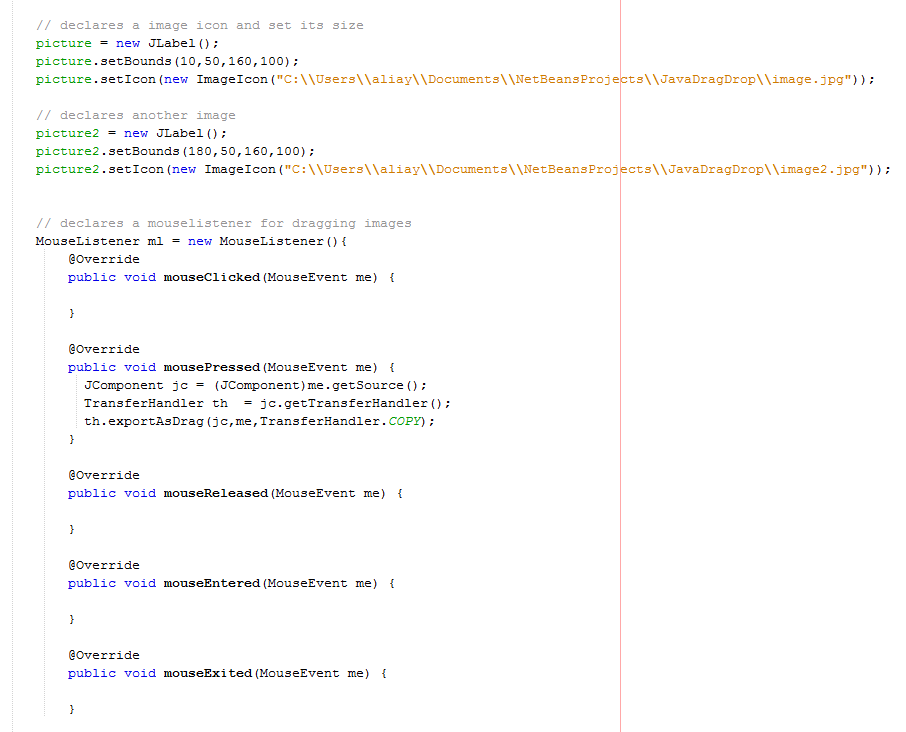 // declares a image icon and set its size
picture = new JLabel();
picture.setBounds(10,50,160,100);
picture.setIcon(new ImageIcon("C:\\Users\\aliay\\Documents\\NetBeansProjects\\JavaDragDrop\\image.jpg"));
// declares another image
picture2 = new JLabel();
picture2.setBounds(180,50,160,100);
picture2.setIcon(new ImageIcon("C:\\Users\\aliay\\Documents\\NetBeansProjects\\JavaDragDrop\\image2.jpg"));
// declares a mouselistener for dragging images
MouseListener ml = new MouseListener(){
@Override
public void mouseClicked(MouseEvent me) {
}
@Override
public void mousePressed(MouseEvent me) {
JComponent jc = (JComponent)me.getSource();
TransferHandler th  = jc.getTransferHandler();
th.exportAsDrag(jc,me,TransferHandler.COPY);
}
@Override
public void mouseReleased(MouseEvent me) {
}
@Override
public void mouseEntered(MouseEvent me) {
}
@Override
public void mouseExited(MouseEvent me) {
}